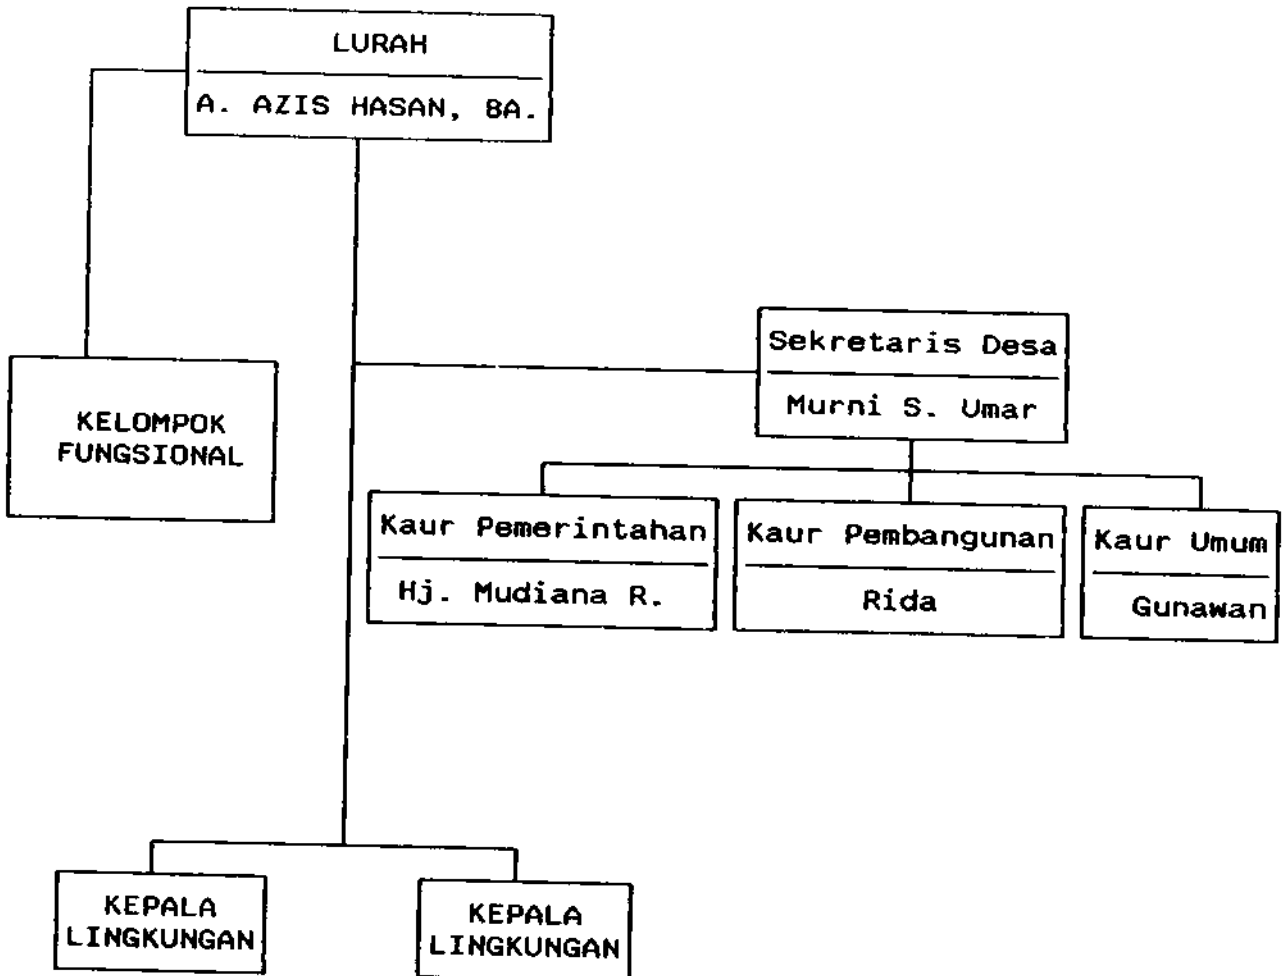 LURAH
A. AZIS HASAN, BA.
Sekretaris Desa
Murni S. Umar
KELOMPOK
FUNGSIONAL
Kaur Pemerintahan
Hj. Mudiana R.
Kaur Pembangunan
Rida
Kaur Umum
Gunawan
KEPALA
LINGKUNGAN
KEPALA
LINGKUNGAN